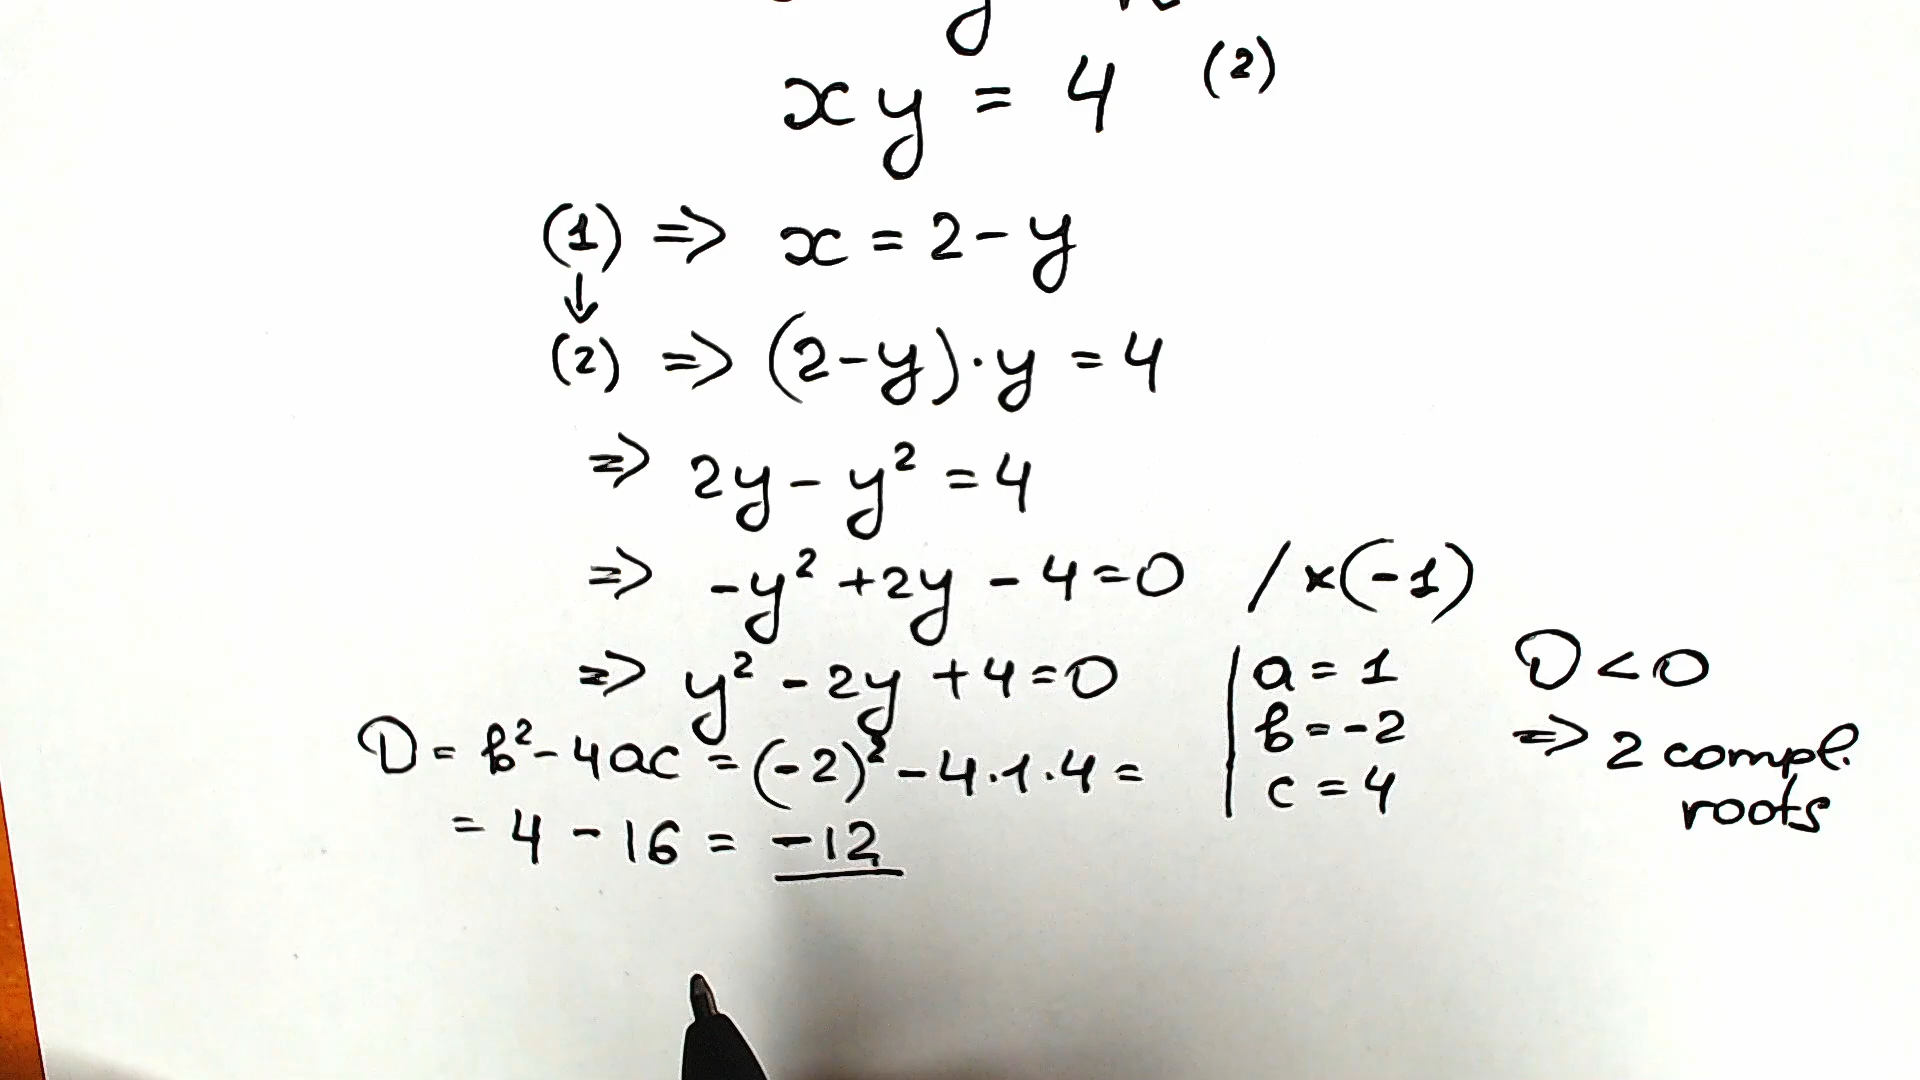 xy = 4 (2)
(1) => x = 2 - y
↓
(2) => (2-y)·y = 4
=> 2y - y² = 4
=> -y² + 2y - 4 = 0 / x(-1)
=> y² - 2y + 4 = 0
D = b² - 4ac = (-2)² - 4·1·4 =
= 4 - 16 = -12
a = 1
b = -2
c = 4
D < 0
=> 2 compl.
roots